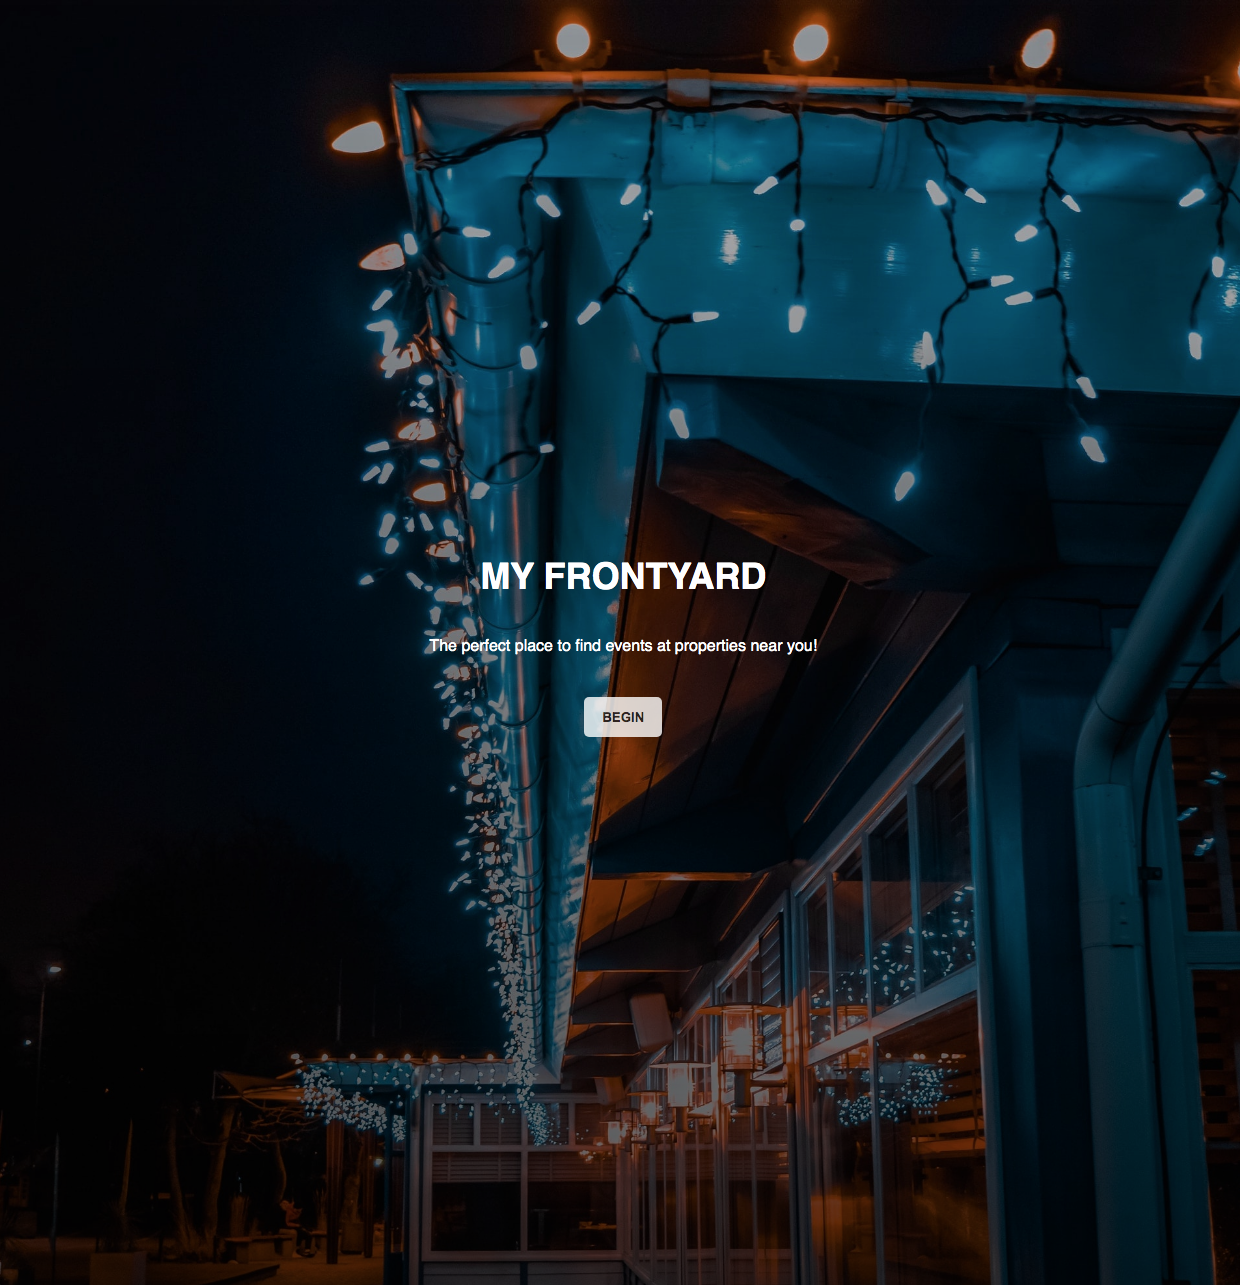 MY FRONTYARD
The perfect place to find events at properties near you!
BEGIN